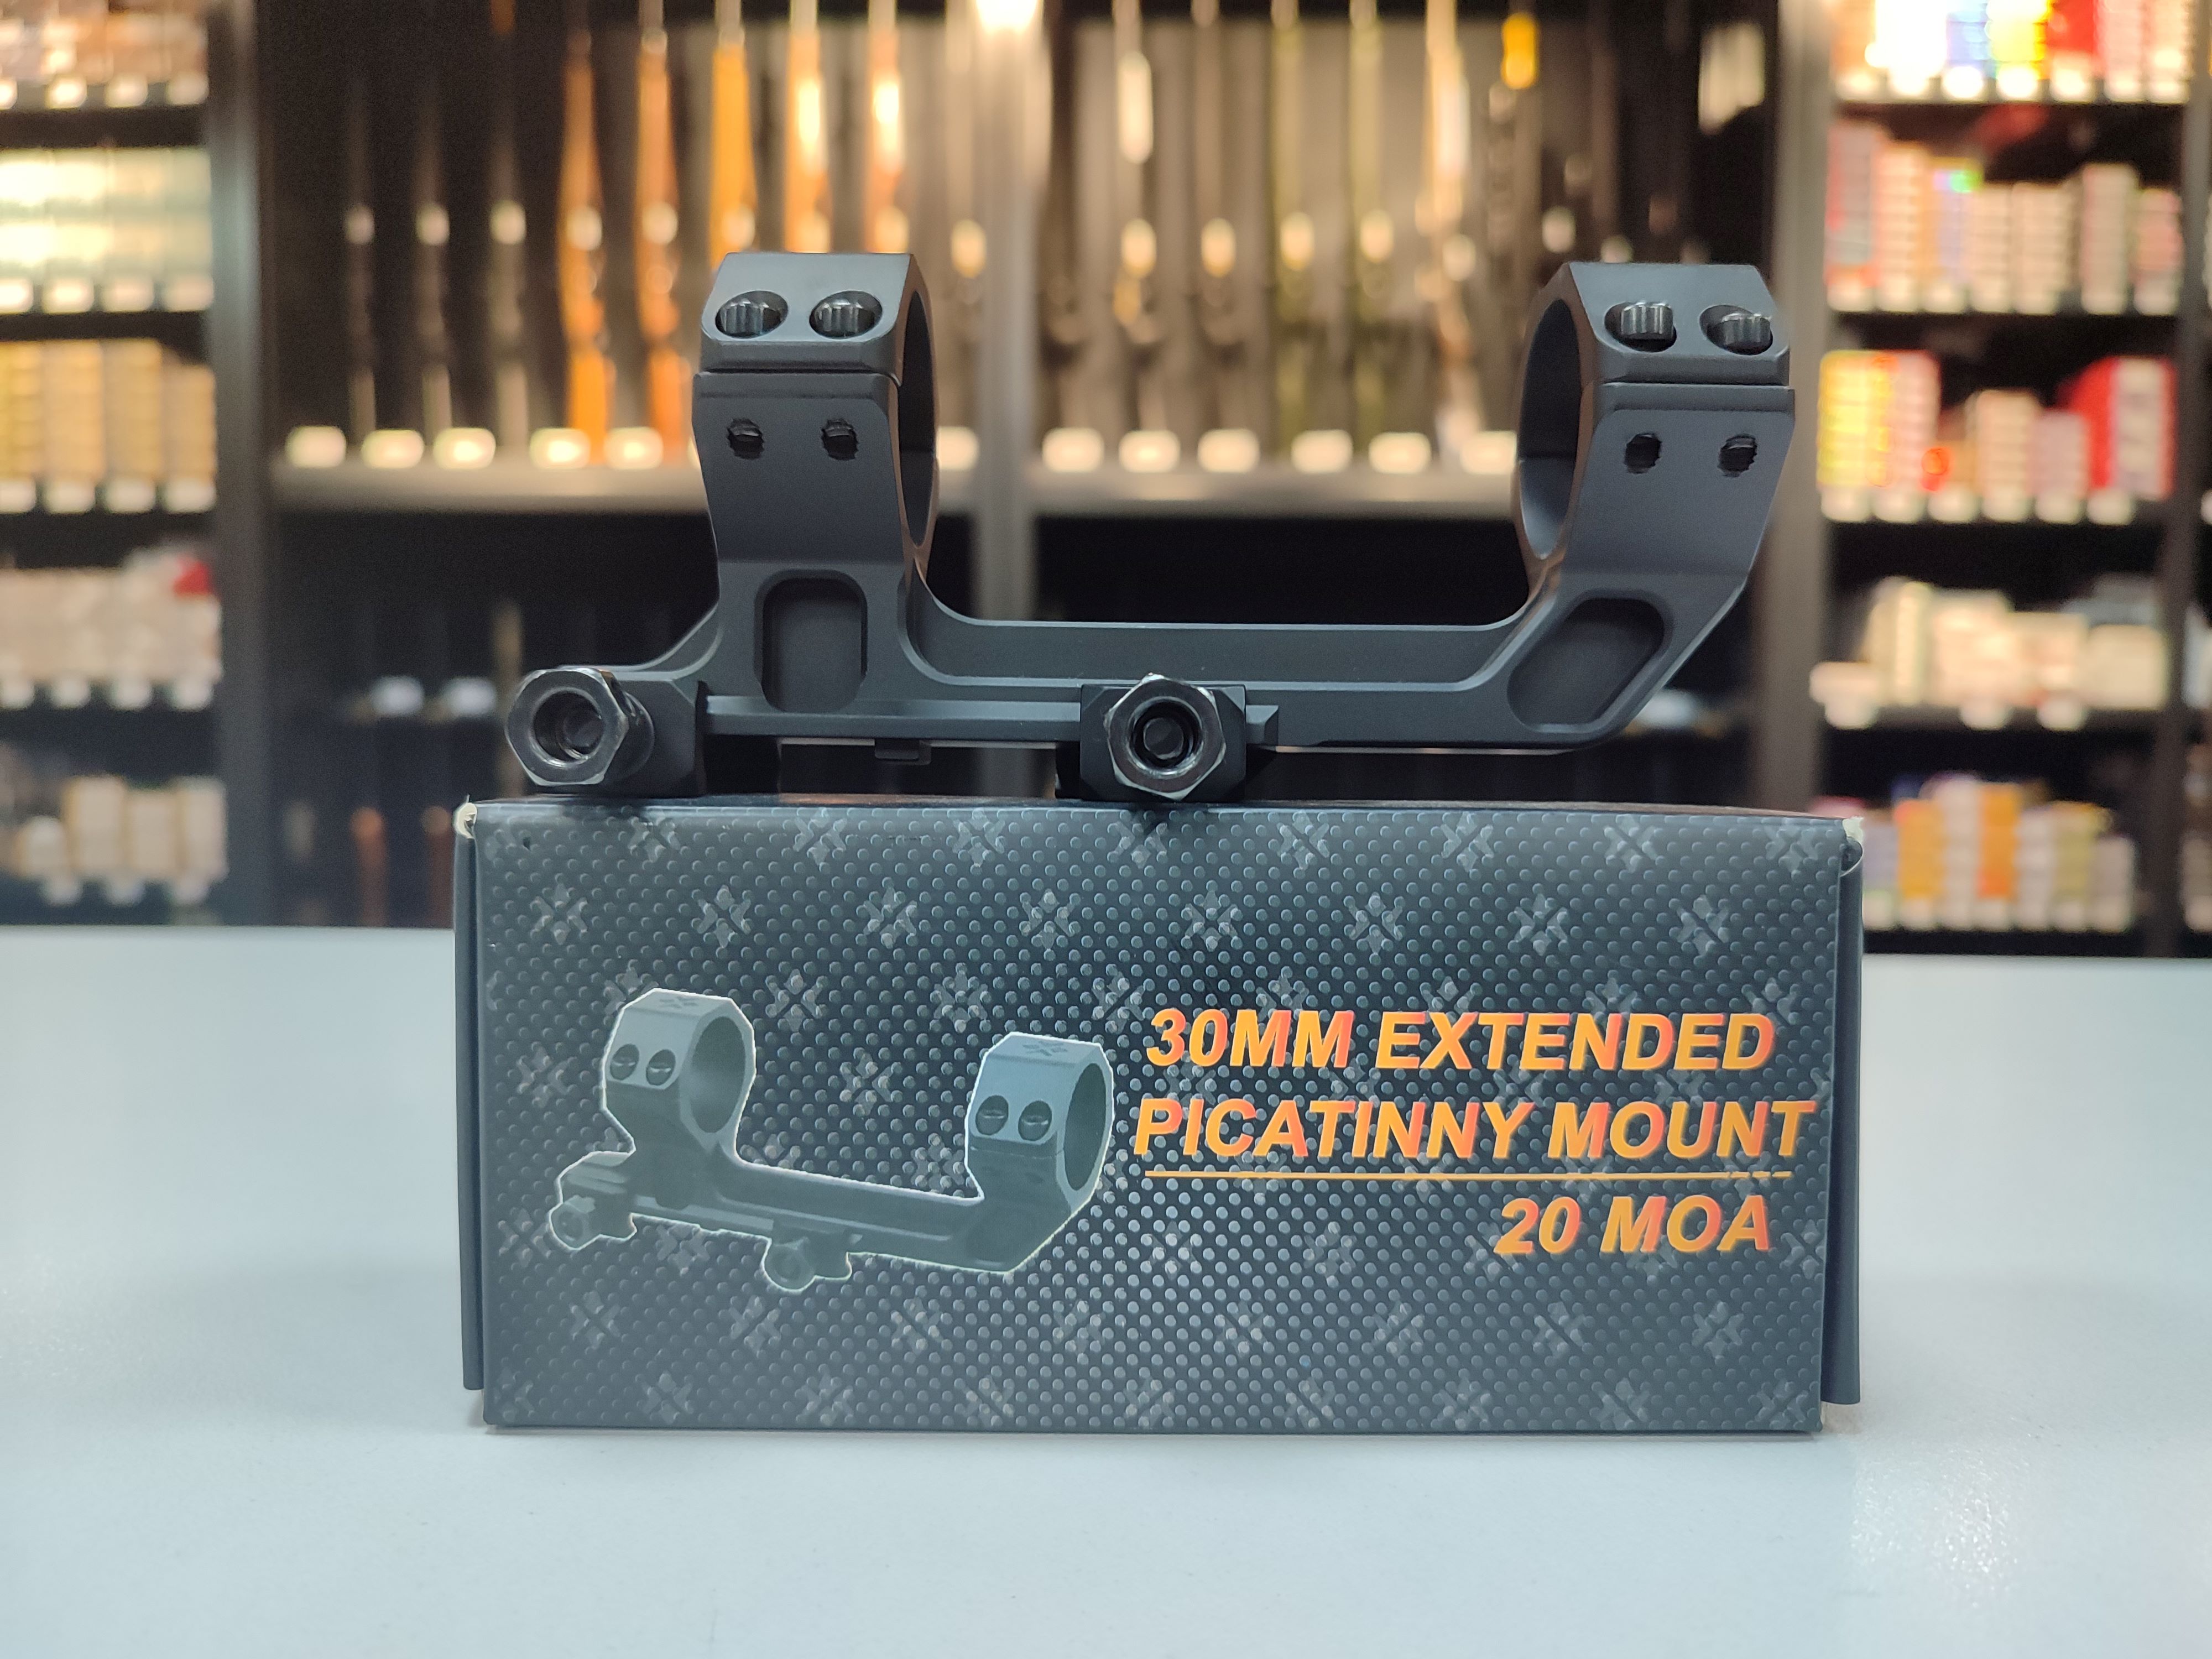 30MM EXTENDED
PICATINNY MOUNT
20 MOA